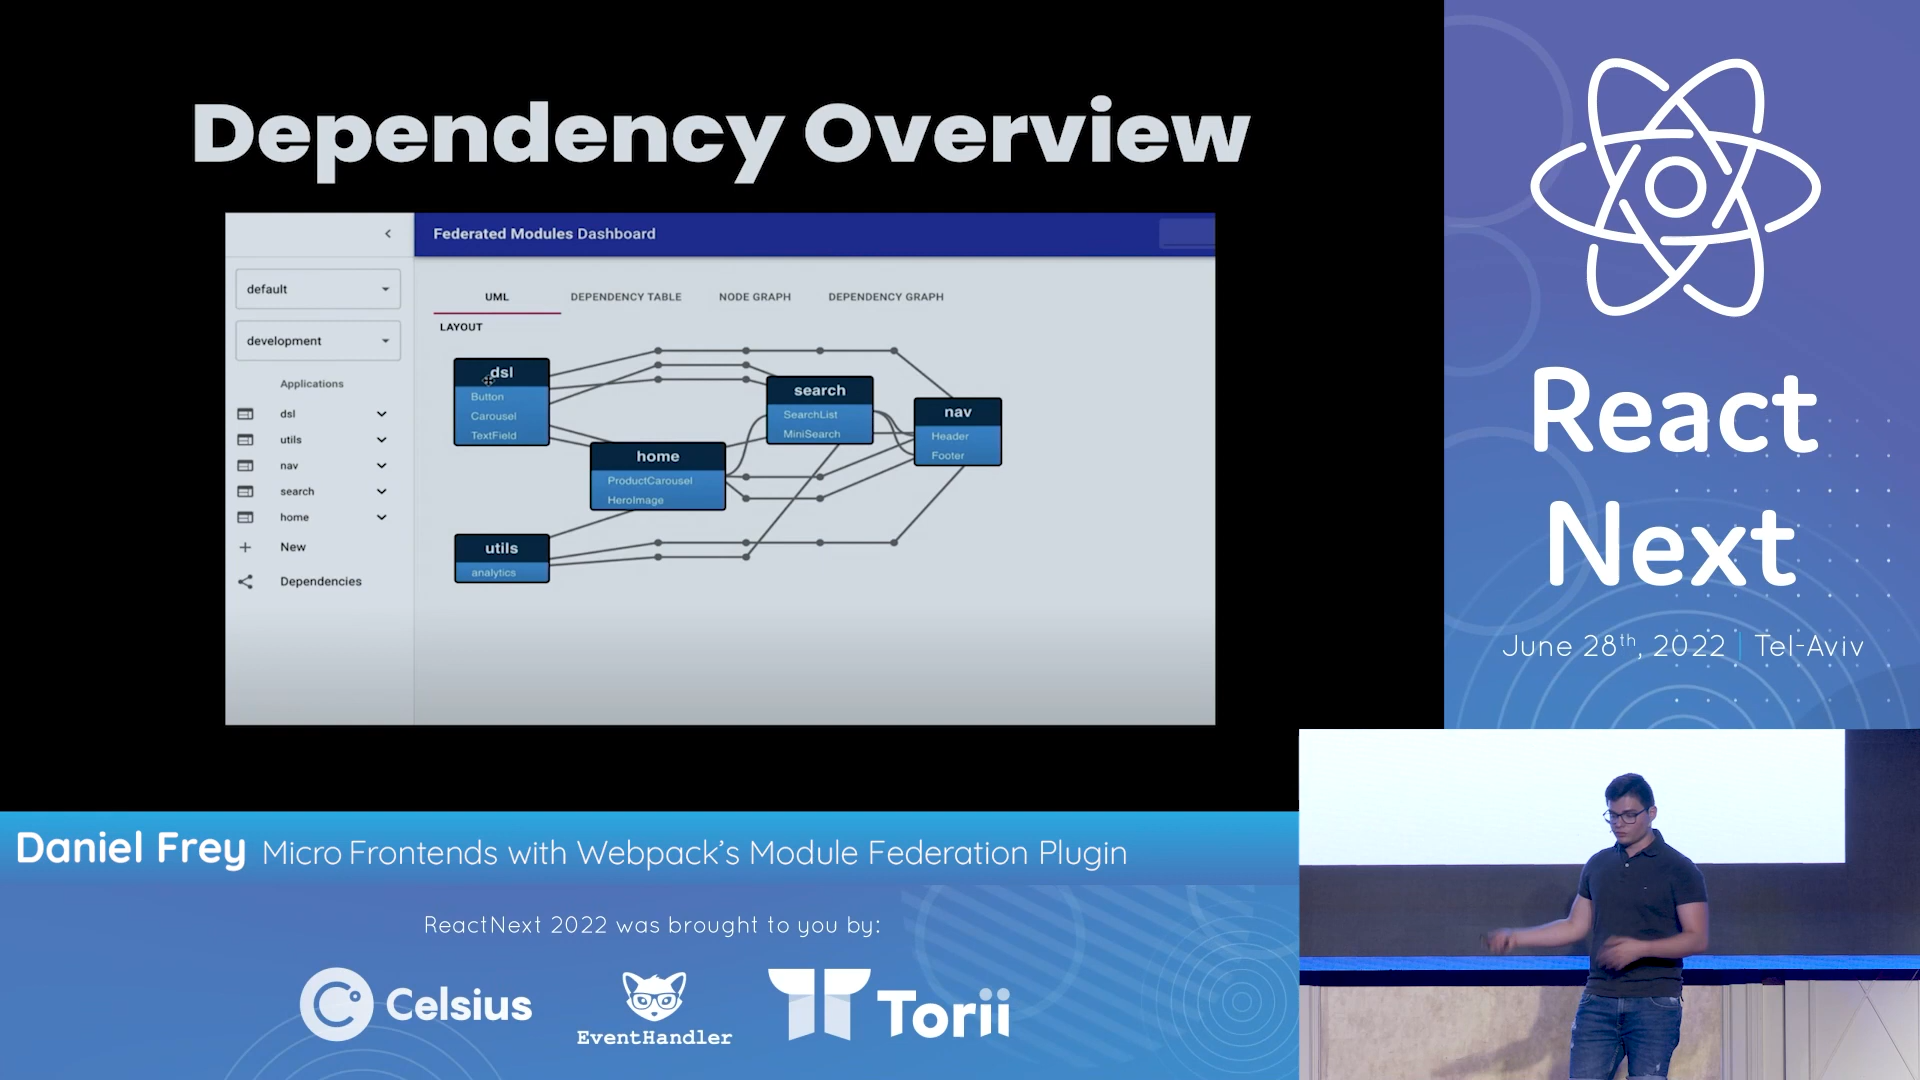 Dependency Overview
Federated Modules Dashboard
default
development
Applications
dsl
utils
nav
search
home
New
Dependencies
UML
DEPENDENCY TABLE
NODE GRAPH
DEPENDENCY GRAPH
LAYOUT
dsl
Button
Carousel
TextField
home
ProductCarousel
HeroImage
utils
analytics
search
SearchList
MiniSearch
nav
Header
Footer
React
Next
June 28th, 2022 | Tel-Aviv
Daniel Frey Micro Frontends with Webpack's Module Federation Plugin
ReactNext 2022 was brought to you by:
Celsius
EventHandler
Torii